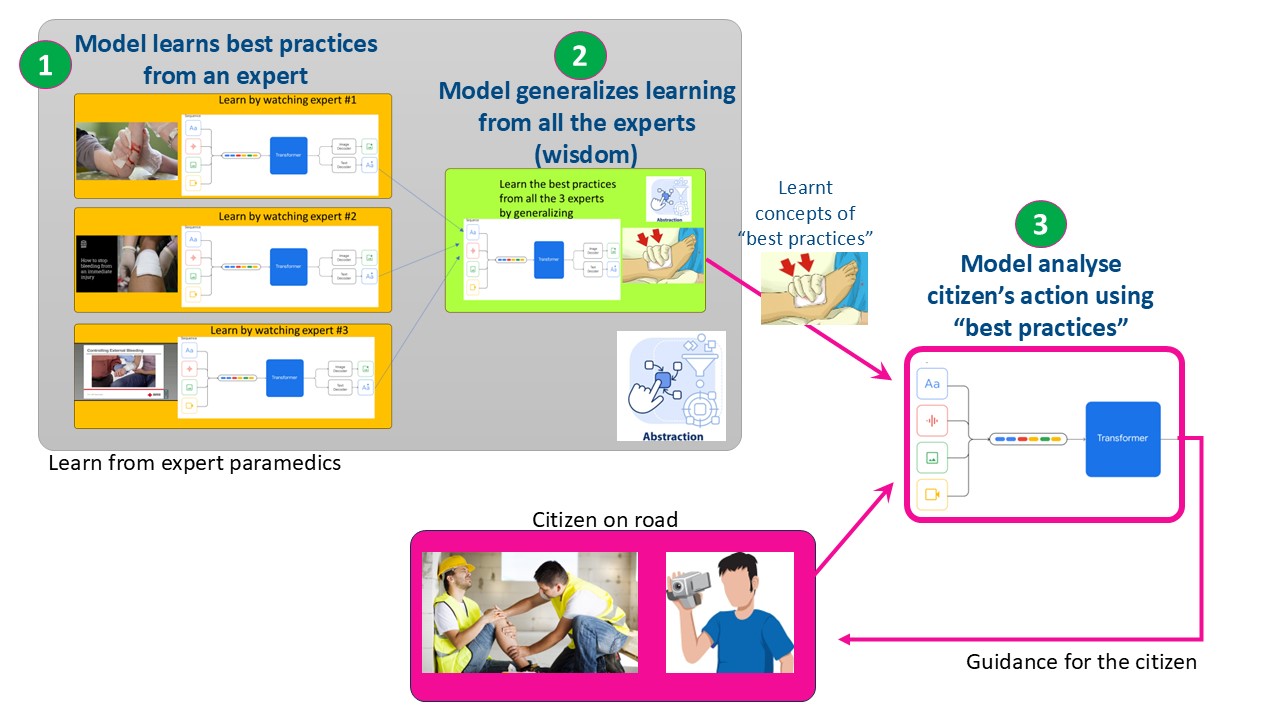 1
Model learns best practices
from an expert
Learn by watching expert #1
Sequence
Aa
Transformer
Image
Decoder
Text
Decoder
Learn by watching expert #2
How to stop
bleeding from
an immediate
injury
Aa
Transformer
Image
Decoder
Text
Decoder
Learn by watching expert #3
Controlling External Bleeding
Sequence
Aa
Transformer
Image
Decoder
Text
Decoder
Learn from expert paramedics
2
Model generalizes learning
from all the experts
(wisdom)
Learn the best practices
from all the 3 experts
by generalizing
Abstraction
Aa
Transformer
Image
Decoder
Text
Decoder
Abstraction
Learnt
concepts of
“best practices”
3
Model analyse
citizen’s action using
“best practices”
Aa
Transformer
Citizen on road
Guidance for the citizen